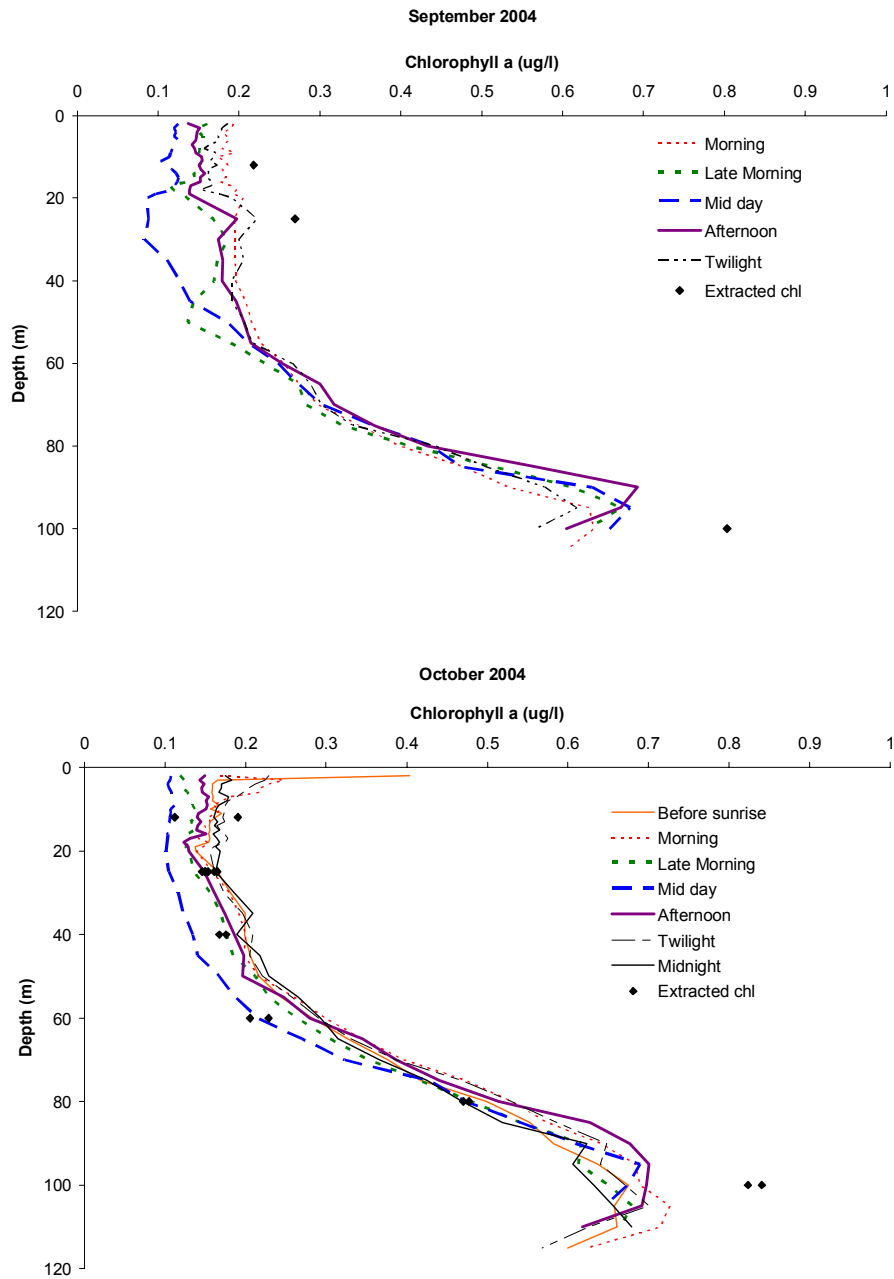 September 2004
Chlorophyll a (ug/l)
0 0.1 0.2 0.3 0.4 0.5 0.6 0.7 0.8 0.9 1
0
20
40
60
80
100
120
Depth (m)
Morning
Late Morning
Mid day
Afternoon
Twilight
Extracted chl
October 2004
Chlorophyll a (ug/l)
0 0.1 0.2 0.3 0.4 0.5 0.6 0.7 0.8 0.9 1
0
20
40
60
80
100
120
Depth (m)
Before sunrise
Morning
Late Morning
Mid day
Afternoon
Twilight
Midnight
Extracted chl